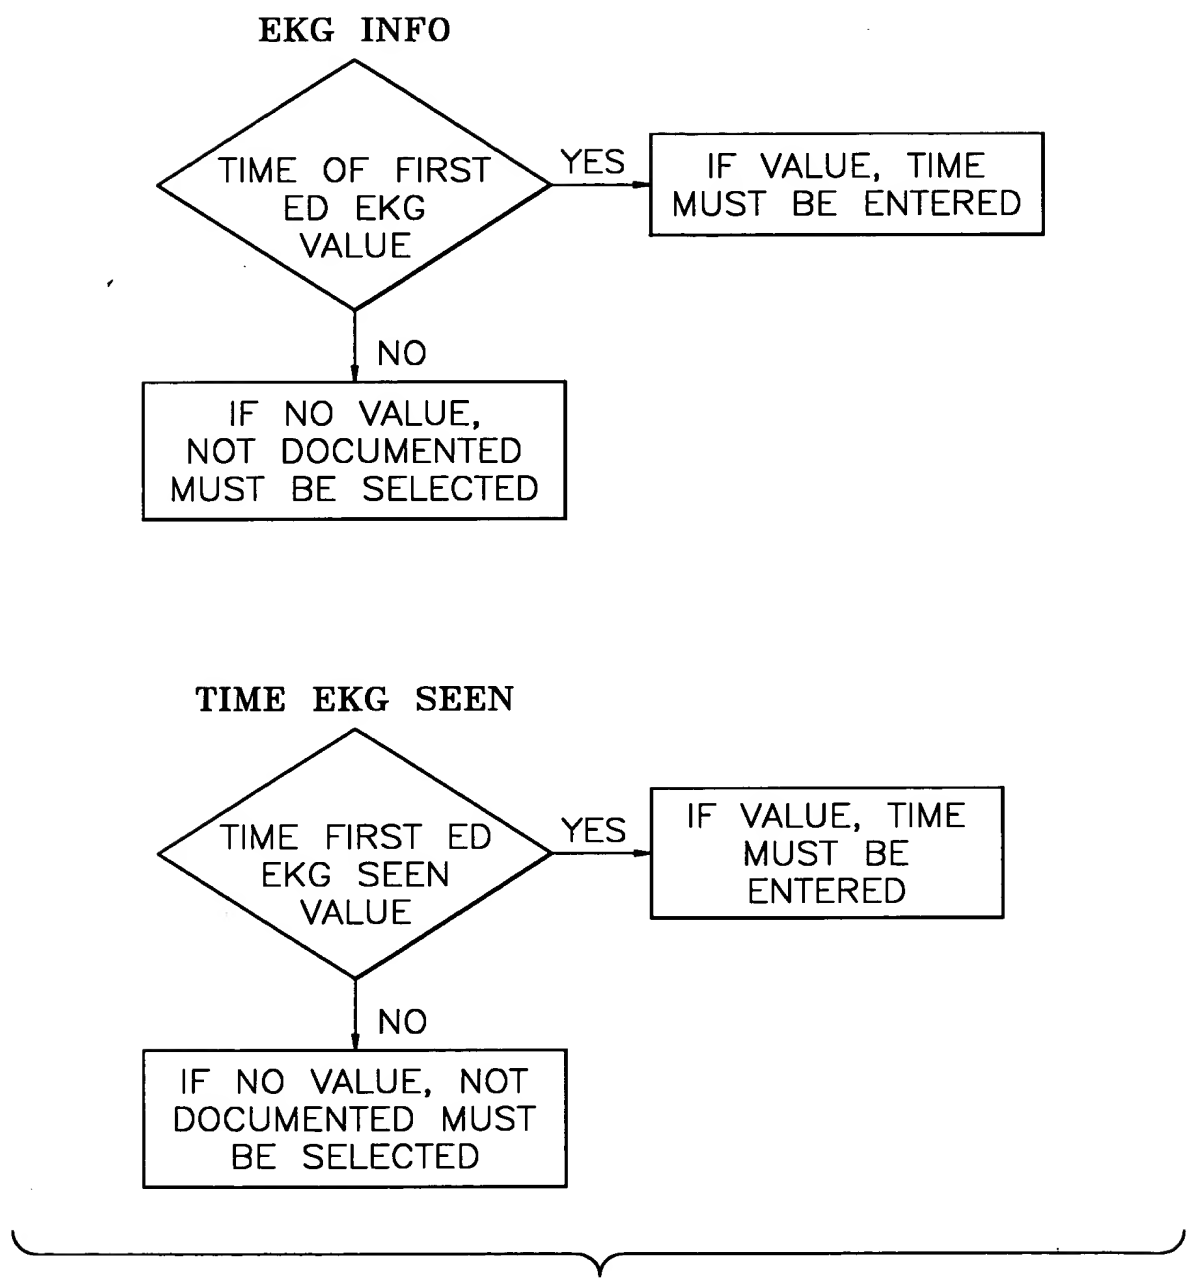 EKG INFO
TIME OF FIRST
ED EKG
VALUE
YES
IF VALUE, TIME
MUST BE ENTERED
NO
IF NO VALUE,
NOT DOCUMENTED
MUST BE SELECTED
TIME EKG SEEN
TIME FIRST ED
EKG SEEN
VALUE
YES
IF VALUE, TIME
MUST BE
ENTERED
NO
IF NO VALUE, NOT
DOCUMENTED MUST
BE SELECTED